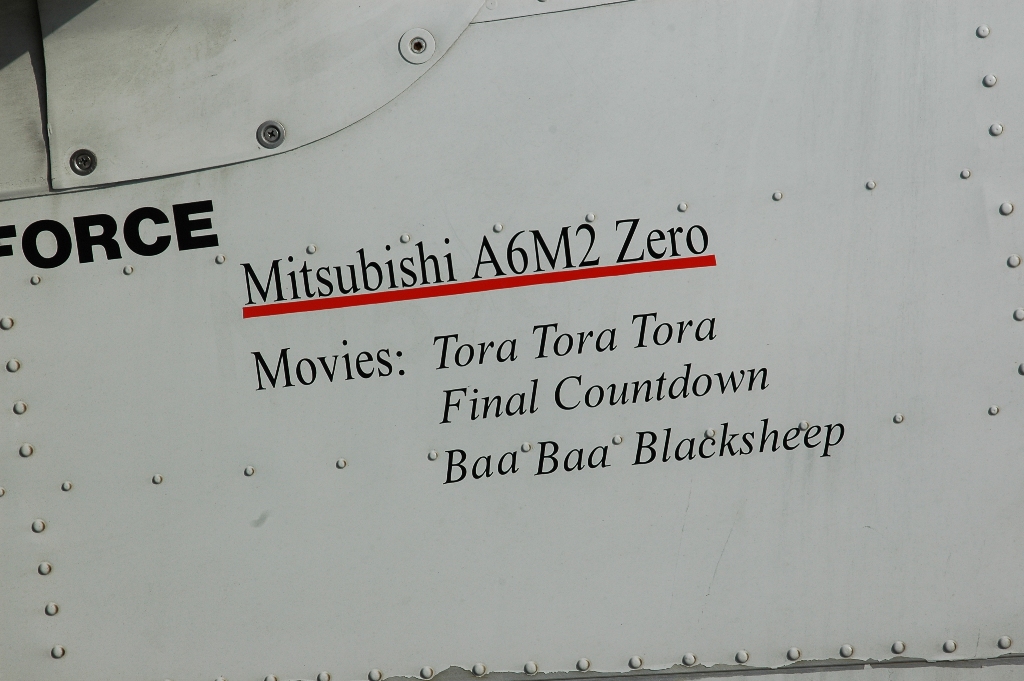 FORCE
Mitsubishi A6M2 Zero
Movies: Tora Tora Tora
Final Countdown
Baa Baa Blacksheep